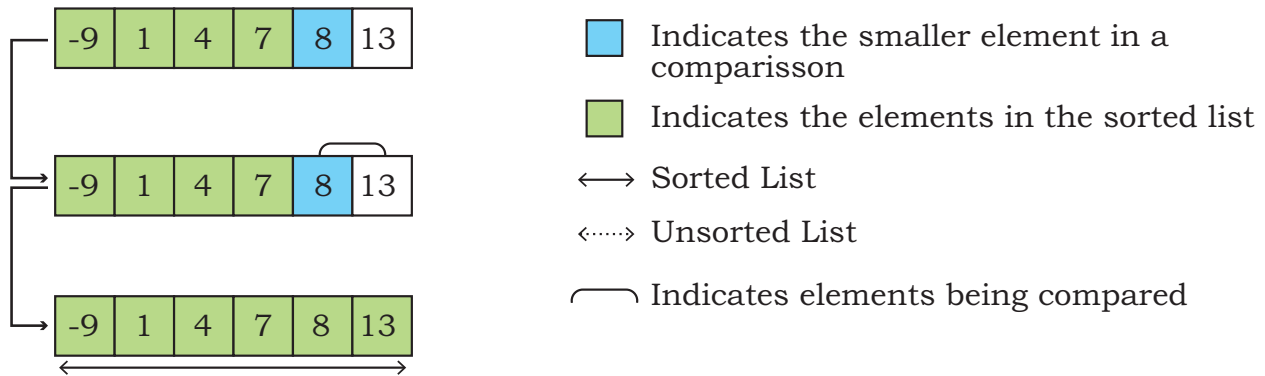 -9 1 4 7 8 13
Indicates the smaller element in a
comparisson
Indicates the elements in the sorted list
-9 1 4 7 8 13
Sorted List
Unsorted List
Indicates elements being compared
-9 1 4 7 8 13